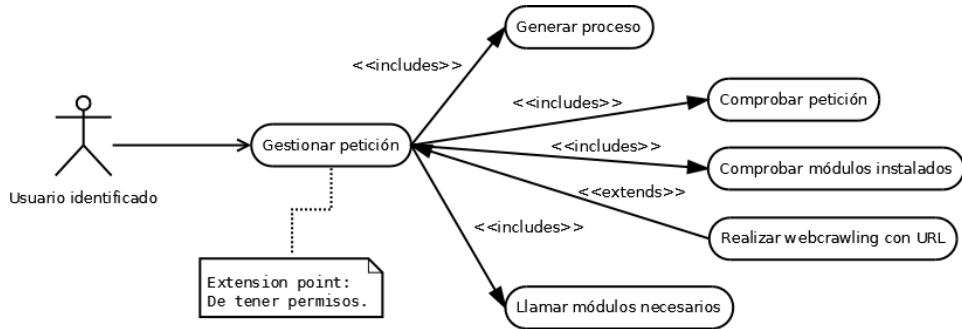 Generar proceso
<<includes>>
<<includes>>
Comprobar petición
Gestionar petición
<<includes>>
Comprobar módulos instalados
Usuario identificado
<<extends>>
<<includes>>
Realizar webcrawling con URL
Extension point:
De tener permisos.
Llamar módulos necesarios